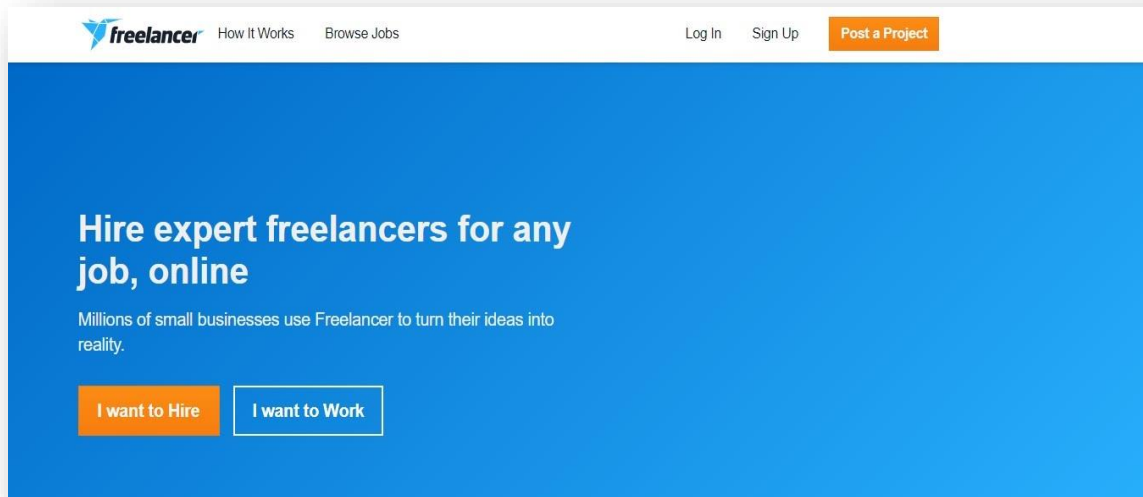 freelancer How It Works Browse Jobs Log In Sign Up Post a Project
Hire expert freelancers for any
job, online
Millions of small businesses use Freelancer to turn their ideas into
reality.
I want to Hire I want to Work